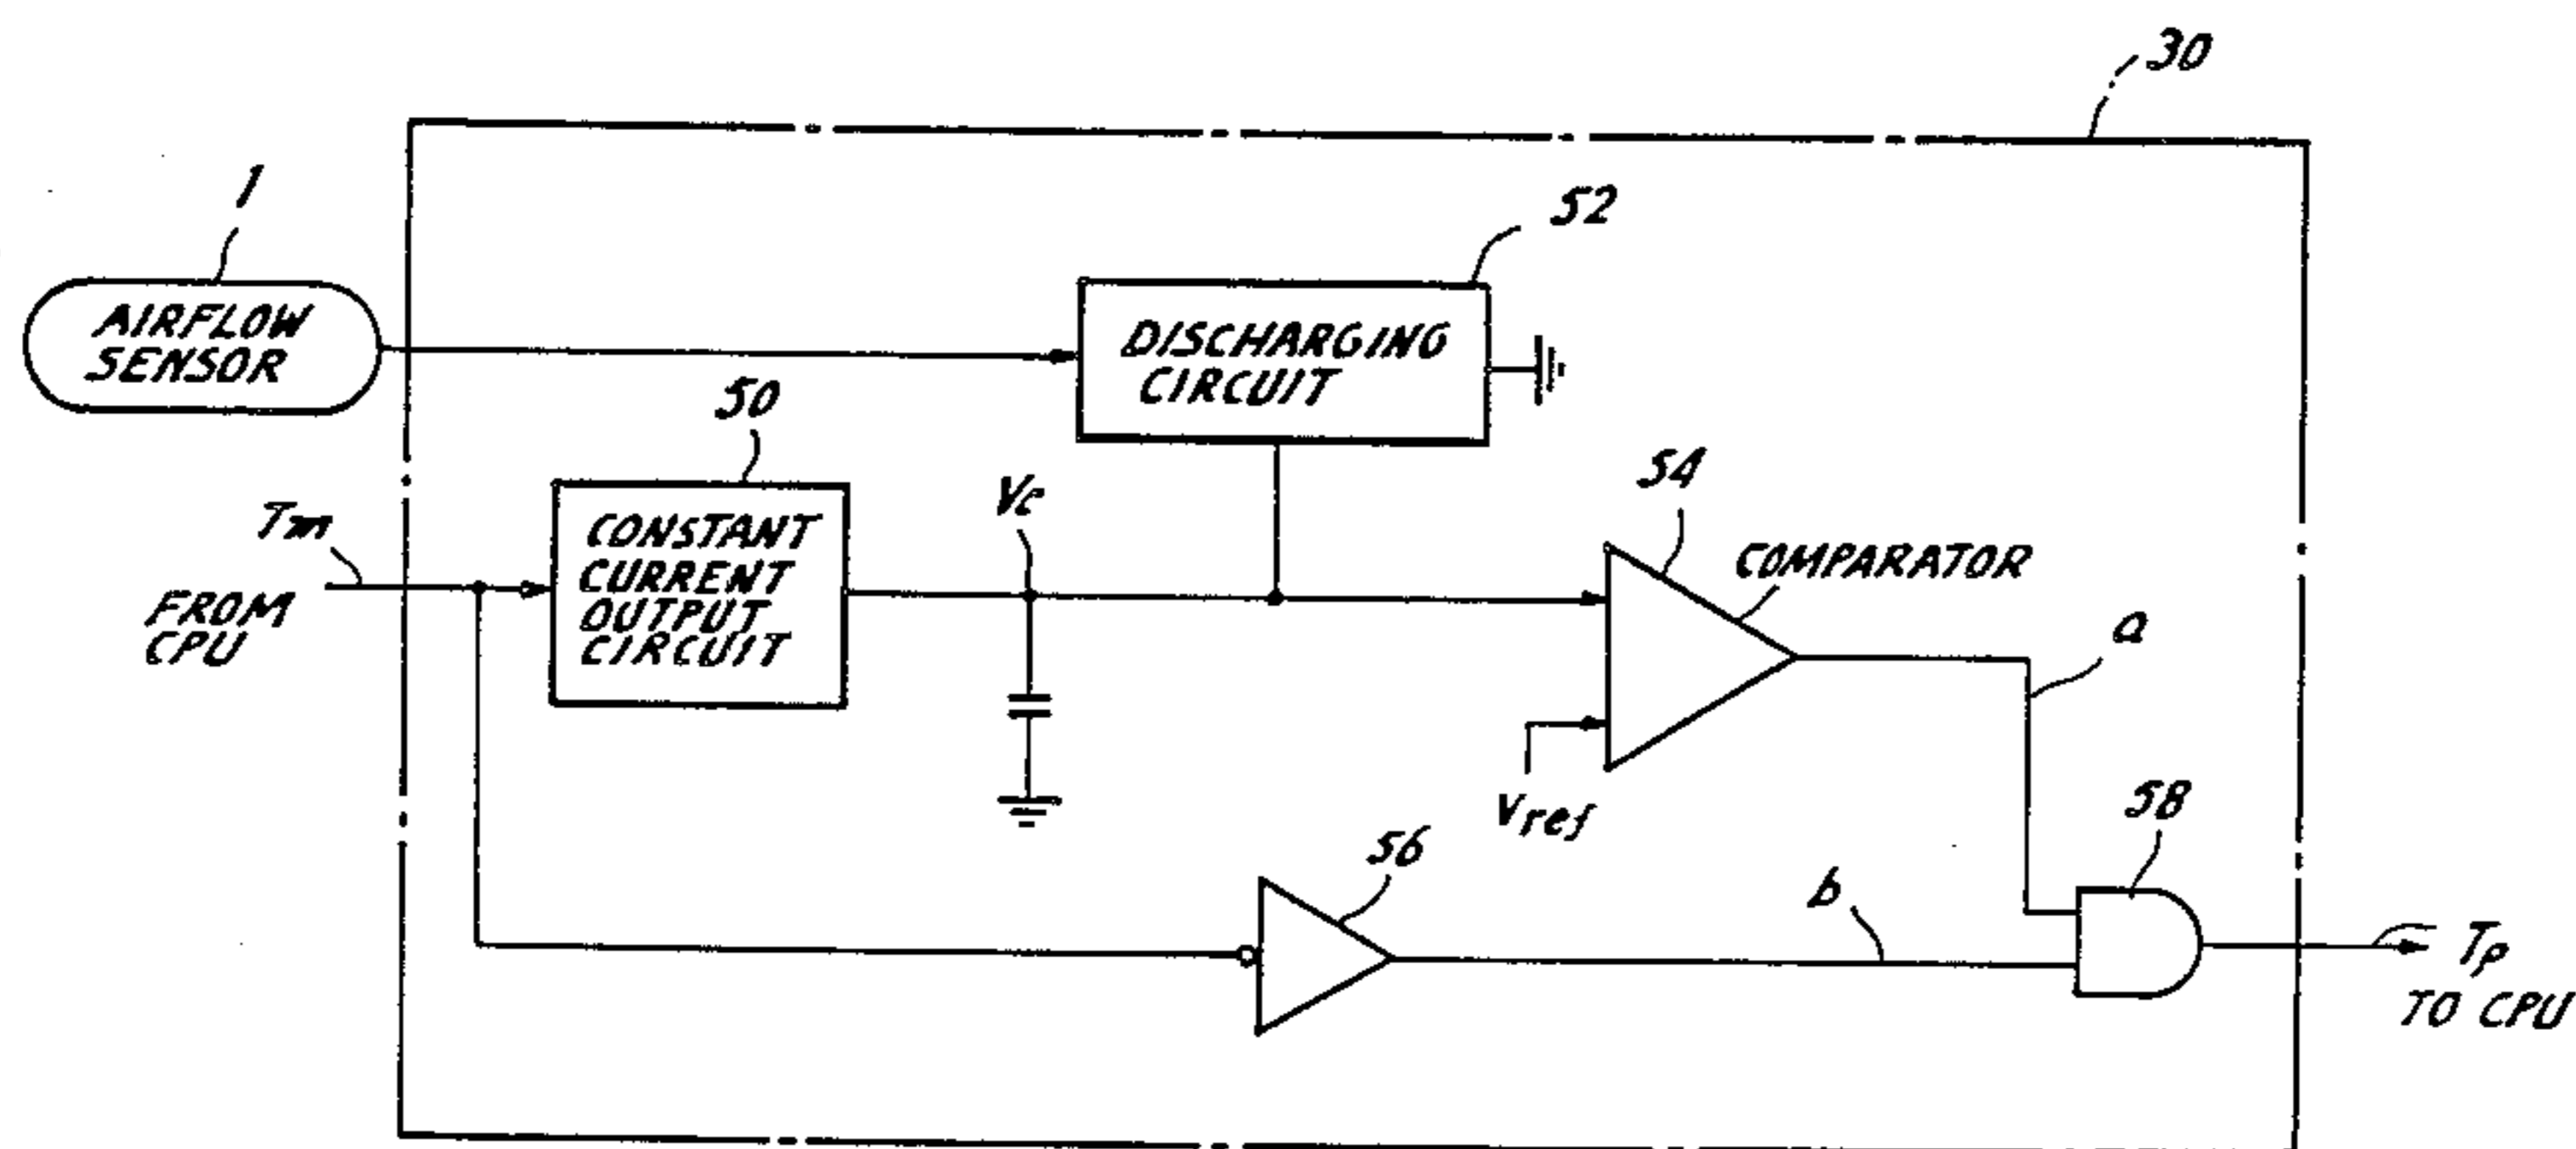 30
1
AIRFLOW
SENSOR
52
DISCHARGING
CIRCUIT
50
CONSTANT
CURRENT
OUTPUT
CIRCUIT
Tm
FROM
CPU
Vc
54
COMPARATOR
a
Vref
56
b
58
Tp
TO CPU